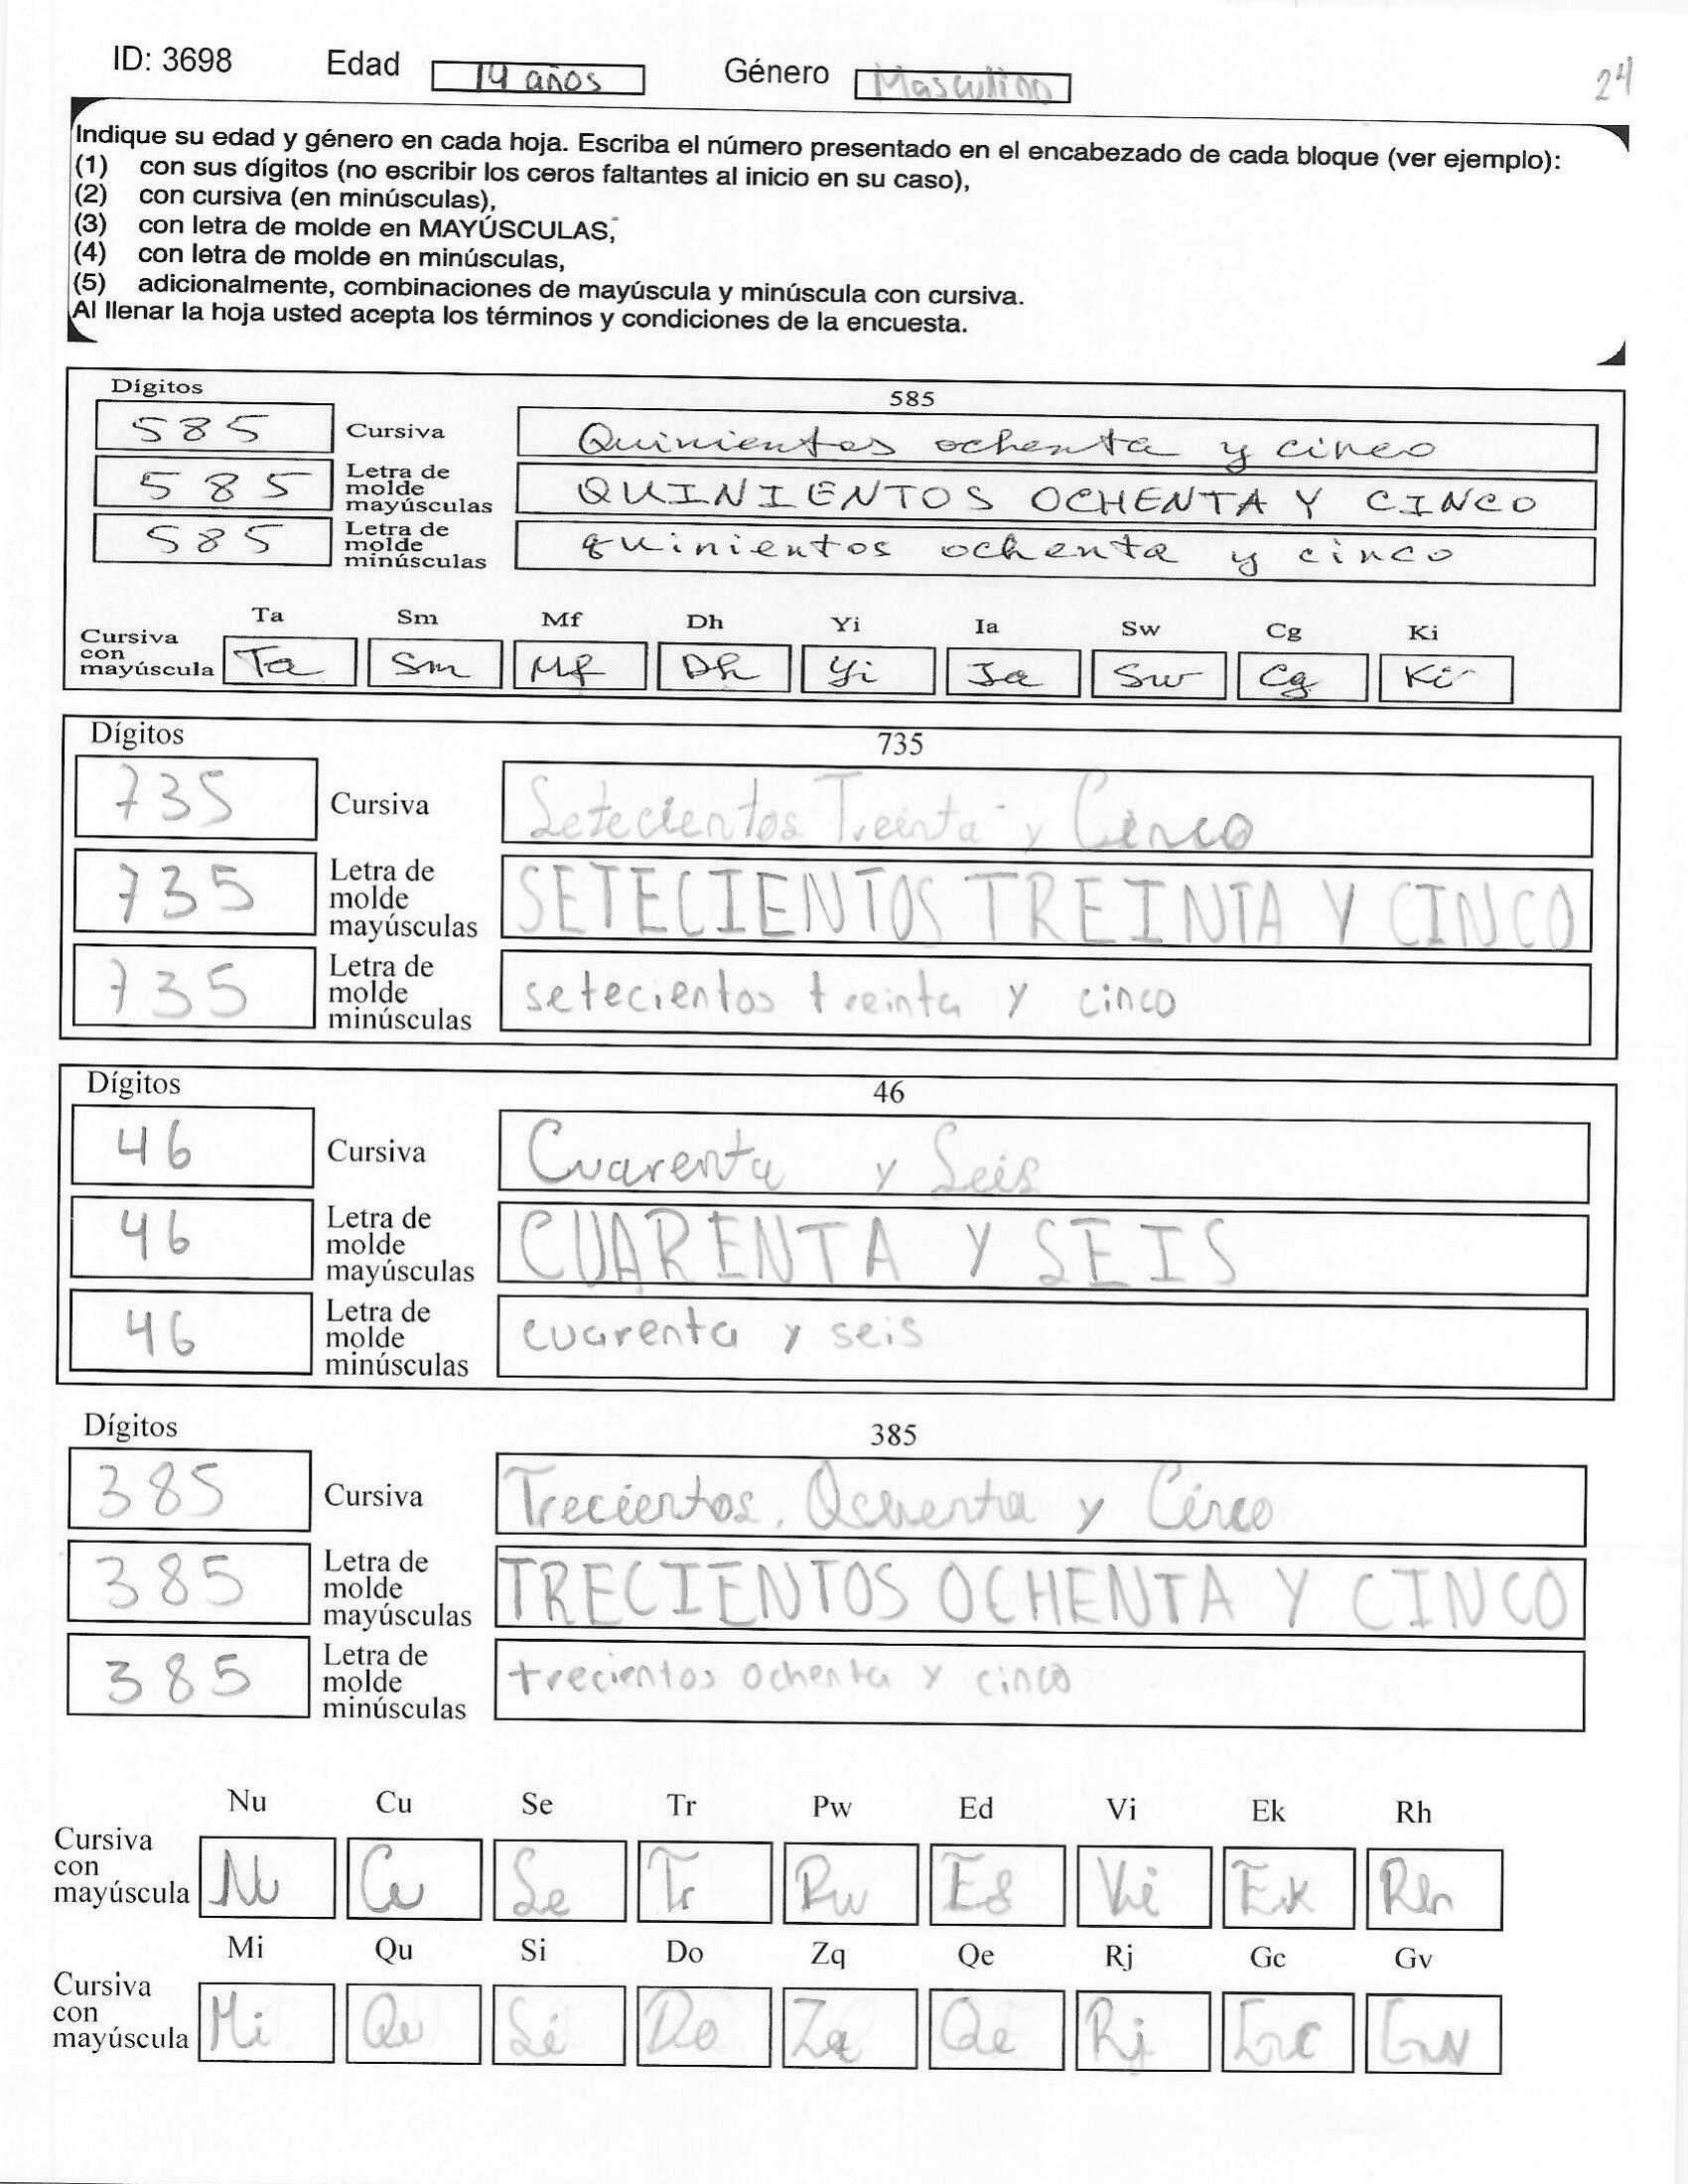 ID: 3698 Edad 14 años Género Masculino 24
Indique su edad y género en cada hoja. Escriba el número presentado en el encabezado de cada bloque (ver ejemplo):
(1) con sus dígitos (no escribir los ceros faltantes al inicio en su caso),
(2) con cursiva (en minúsculas),
(3) con letra de molde en MAYÚSCULAS,
(4) con letra de molde en minúsculas,
(5) adicionalmente, combinaciones de mayúscula y minúscula con cursiva.
Al llenar la hoja usted acepta los términos y condiciones de la encuesta.
Dígitos 585
585 Cursiva Quinientos ochenta y cinco
585 Letra de molde mayúsculas QUINIENTOS OCHENTA Y CINCO
585 Letra de molde minúsculas quinientos ochenta y cinco
Ta Sm Mf Dh Yi Ia Sw Cg Ki
Cursiva con mayúscula Ta Sm Mf Dh Yi Ia Sw Cg Ki
Dígitos 735
735 Cursiva Setecientos Treinta y Cinco
735 Letra de molde mayúsculas SETECIENTOS TREINTA Y CINCO
735 Letra de molde minúsculas setecientos treinta y cinco
Dígitos 46
46 Cursiva Cuarenta y Seis
46 Letra de molde mayúsculas CUARENTA Y SEIS
46 Letra de molde minúsculas cuarenta y seis
Dígitos 385
385 Cursiva Trecientos Ochenta y Cinco
385 Letra de molde mayúsculas TRECIENTOS OCHENTA Y CINCO
385 Letra de molde minúsculas trecientos ochenta y cinco
Nu Cu Se Tr Pw Ed Vi Ek Rh
Cursiva con mayúscula Nu Cu Se Tr Pw Ed Vi Ek Rh
Mi Qu Si Do Zq Qe Rj Gc Gv
Cursiva con mayúscula Mi Qu Si Do Zq Qe Rj Gc Gv